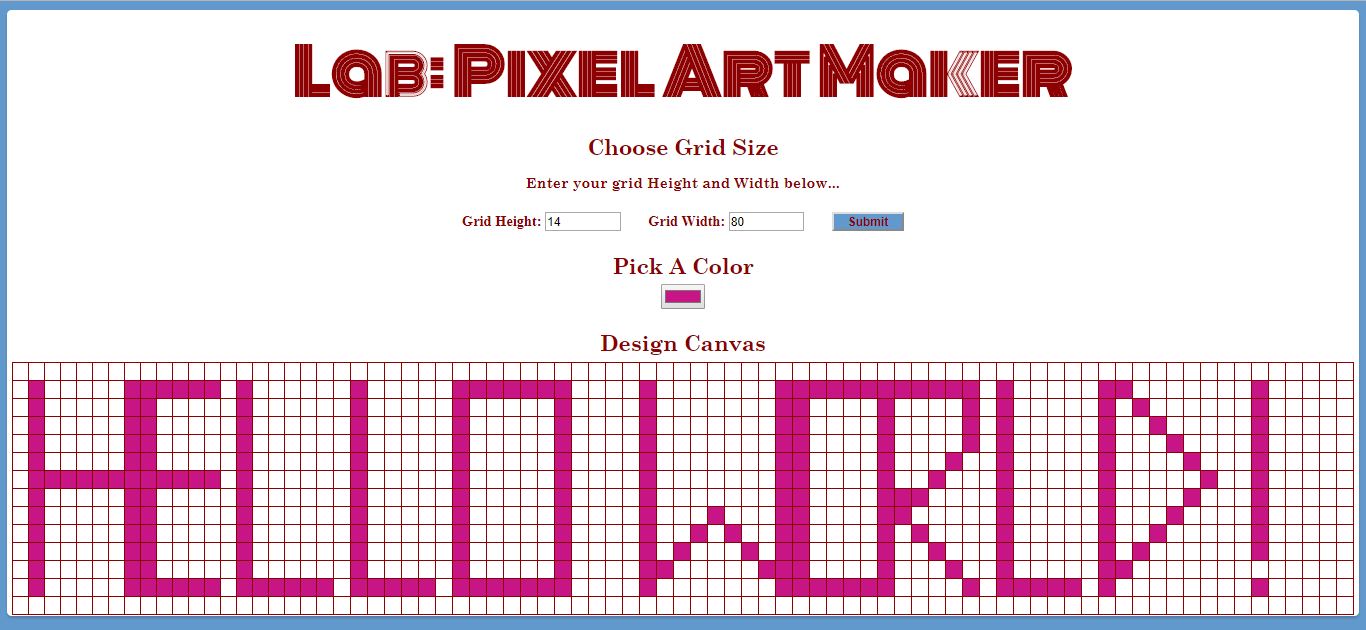 Lab: Pixel Art Maker
Choose Grid Size
Enter your grid Height and Width below...
Grid Height: 14 Grid Width: 80 Submit
Pick A Color
Design Canvas
HELLO WORLD!